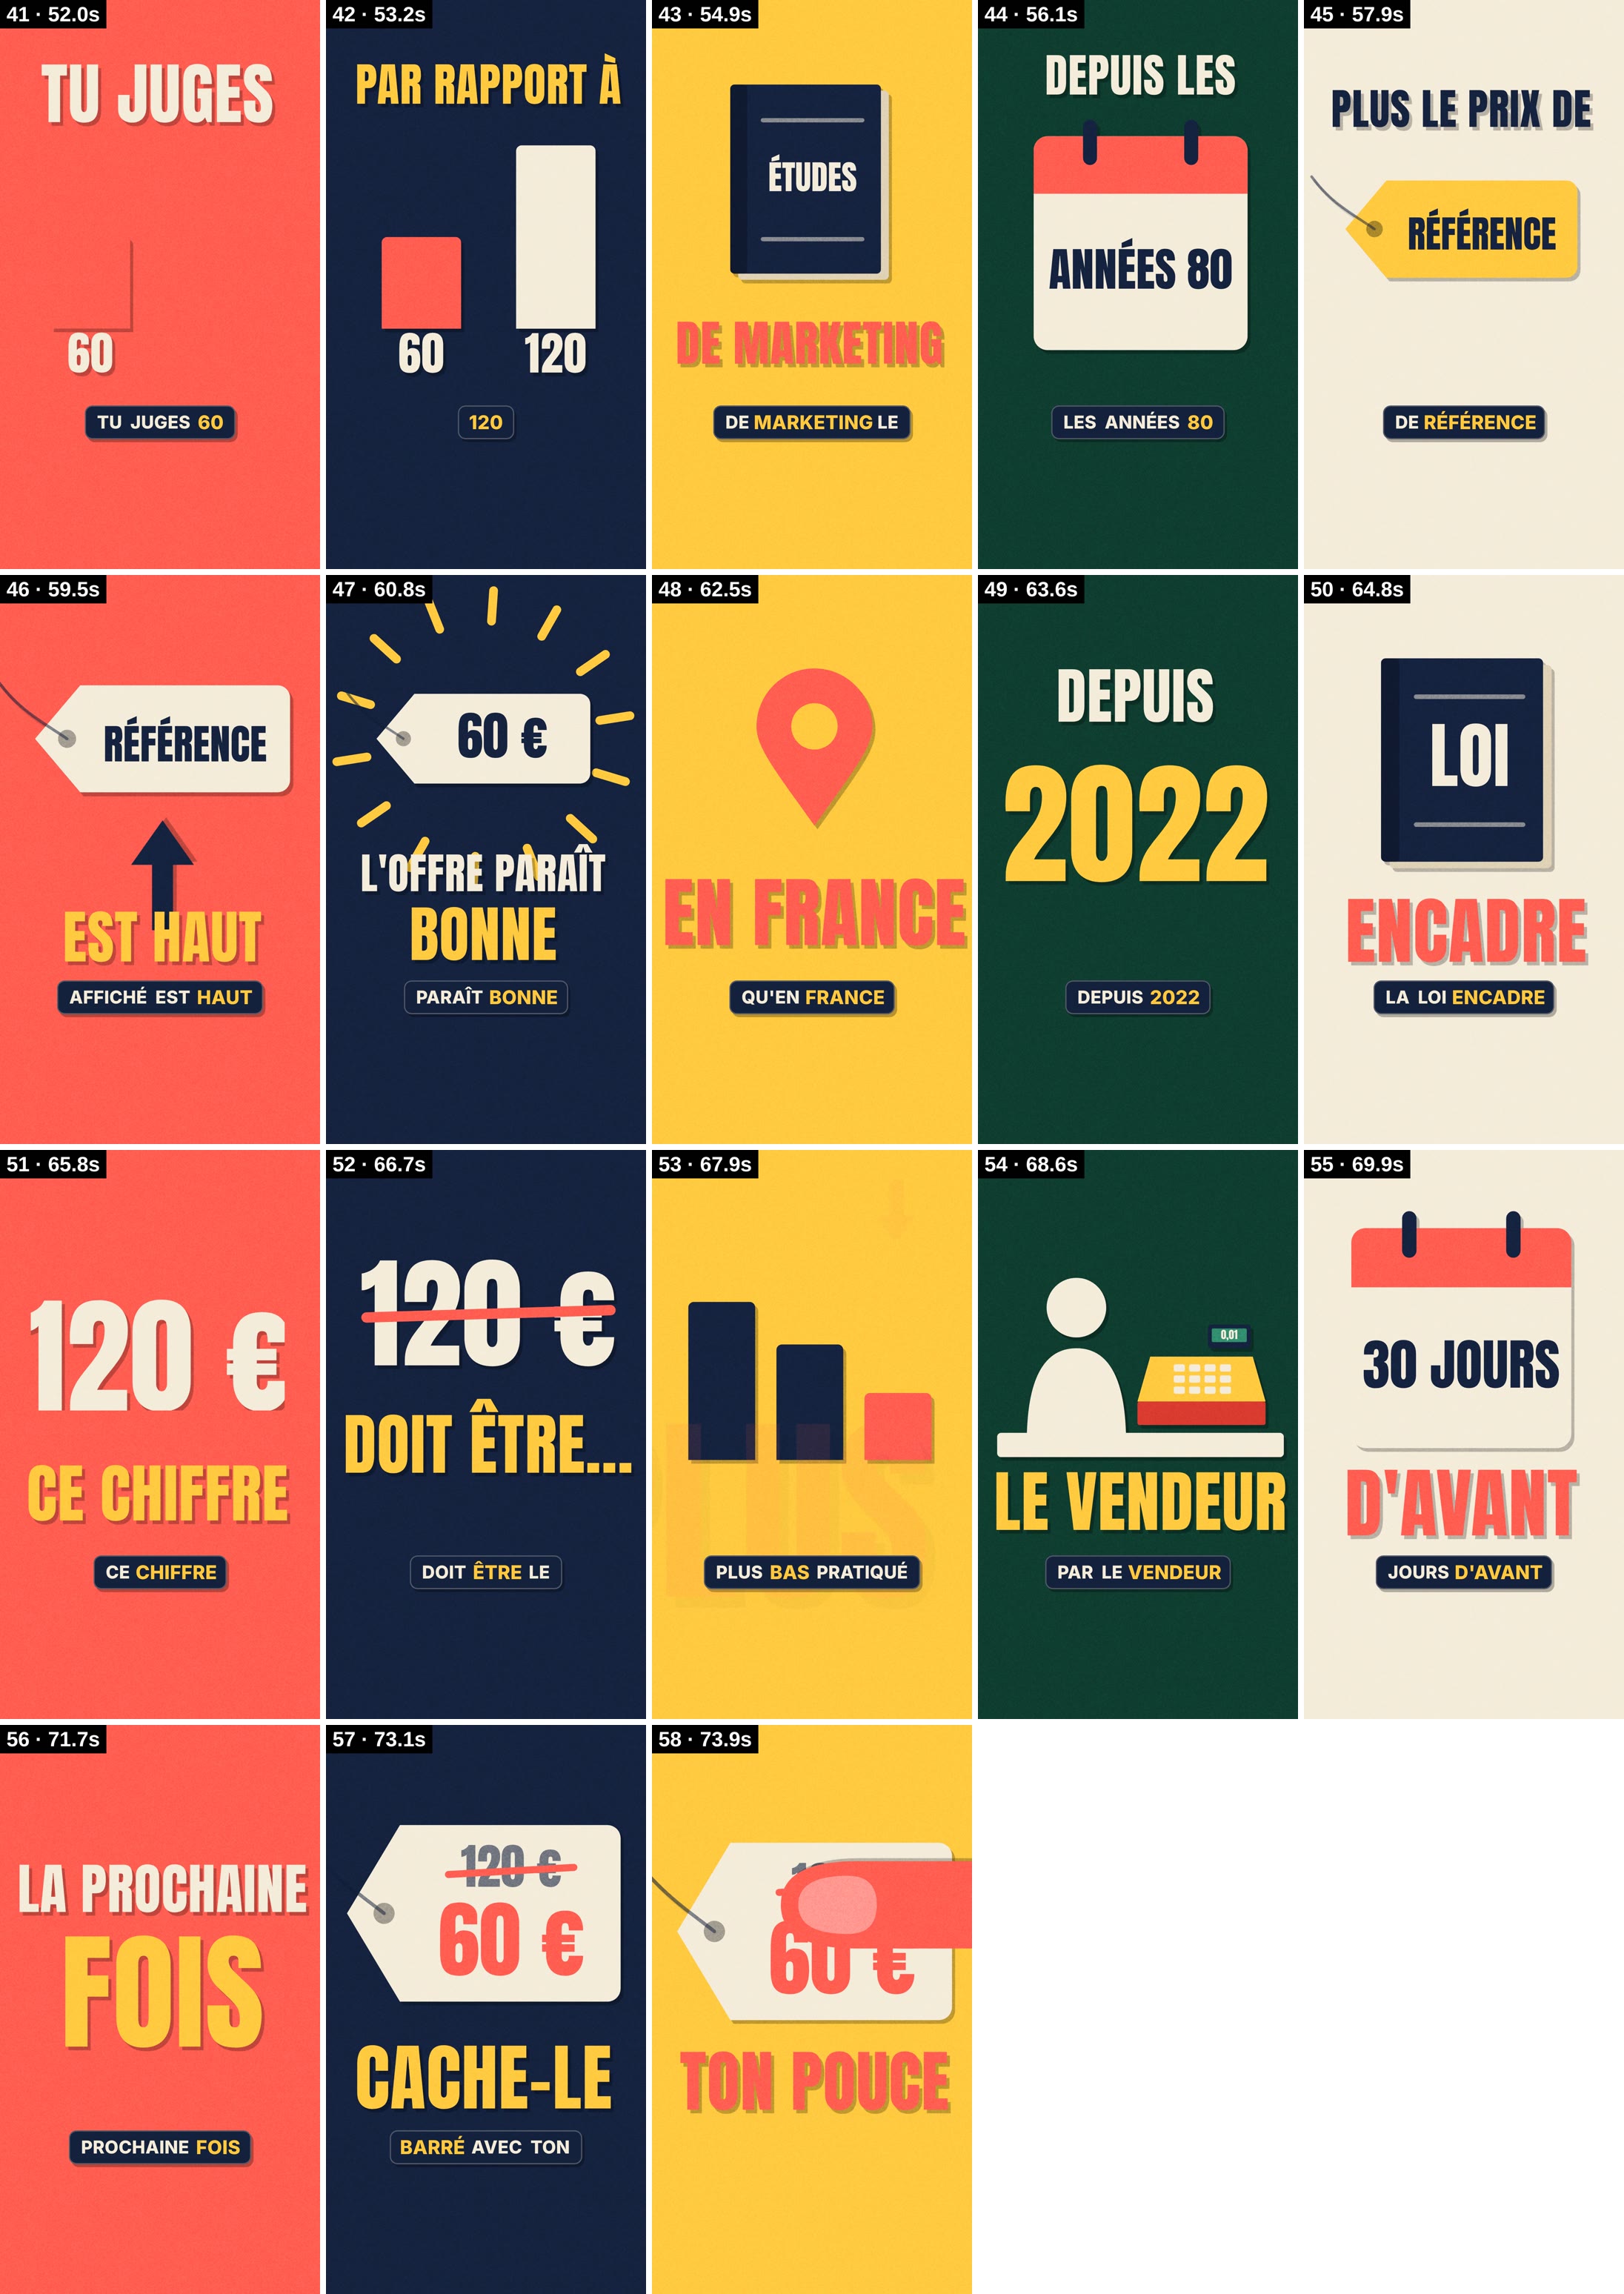 41 · 52.0s
TU JUGES
60
TU JUGES 60
42 · 53.2s
PAR RAPPORT À
60 120
120
43 · 54.9s
ÉTUDES
DE MARKETING
DE MARKETING LE
44 · 56.1s
DEPUIS LES
ANNÉES 80
LES ANNÉES 80
45 · 57.9s
PLUS LE PRIX DE
RÉFÉRENCE
DE RÉFÉRENCE
46 · 59.5s
RÉFÉRENCE
EST HAUT
AFFICHÉ EST HAUT
47 · 60.8s
60 €
L'OFFRE PARAÎT
BONNE
PARAÎT BONNE
48 · 62.5s
EN FRANCE
QU'EN FRANCE
49 · 63.6s
DEPUIS
2022
DEPUIS 2022
50 · 64.8s
LOI
ENCADRE
LA LOI ENCADRE
51 · 65.8s
120 €
CE CHIFFRE
CE CHIFFRE
52 · 66.7s
120 €
DOIT ÊTRE...
DOIT ÊTRE LE
53 · 67.9s
PLUS
PLUS BAS PRATIQUÉ
54 · 68.6s
0,01
LE VENDEUR
PAR LE VENDEUR
55 · 69.9s
30 JOURS
D'AVANT
JOURS D'AVANT
56 · 71.7s
LA PROCHAINE
FOIS
PROCHAINE FOIS
57 · 73.1s
120 €
60 €
CACHE-LE
BARRÉ AVEC TON
58 · 73.9s
60 €
TON POUCE